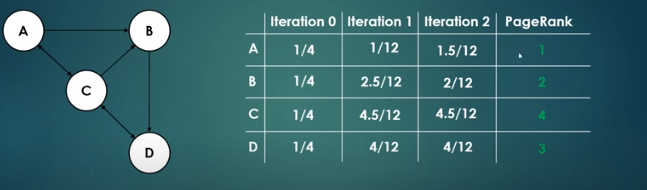 A
B
C
D
Iteration 0 Iteration 1 Iteration 2 PageRank
A 1/4 1/12 1.5/12 1
B 1/4 2.5/12 2/12 2
C 1/4 4.5/12 4.5/12 4
D 1/4 4/12 4/12 3